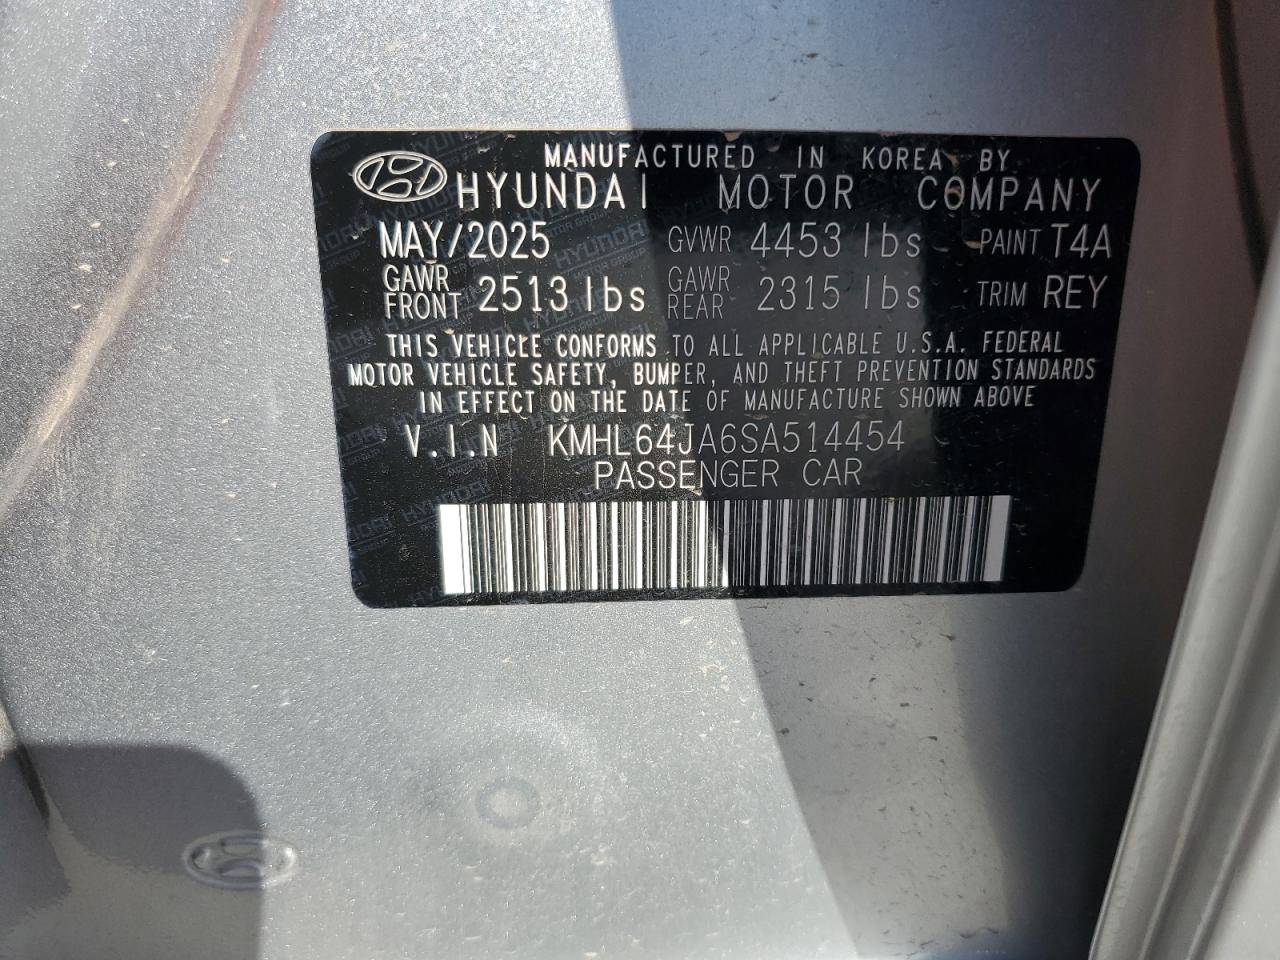 MANUFACTURED IN KOREA BY
HYUNDAI MOTOR COMPANY
MAY/2025 GVWR 4453 lbs PAINT T4A
GAWR FRONT 2513 lbs GAWR REAR 2315 lbs TRIM REY
THIS VEHICLE CONFORMS TO ALL APPLICABLE U.S.A. FEDERAL
MOTOR VEHICLE SAFETY, BUMPER, AND THEFT PREVENTION STANDARDS
IN EFFECT ON THE DATE OF MANUFACTURE SHOWN ABOVE
V.I.N KMHL64JA6SA514454
PASSENGER CAR